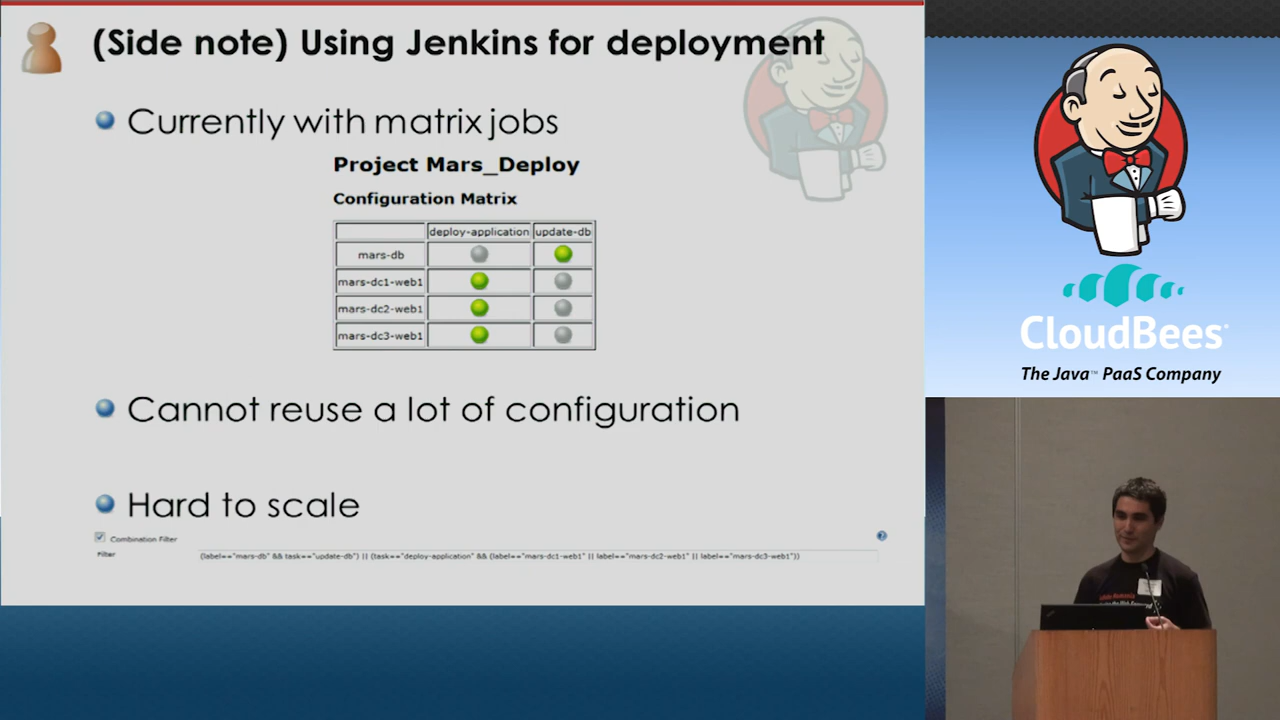 (Side note) Using Jenkins for deployment
Currently with matrix jobs
Project Mars_Deploy
Configuration Matrix
deploy-application update-db
mars-db
mars-dc1-web1
mars-dc2-web1
mars-dc3-web1
Cannot reuse a lot of configuration
Hard to scale
Combination Filter
Filter (label=="mars-db" && task=="update-db") || (task=="deploy-application" && (label=="mars-dc1-web1" || label=="mars-dc2-web1" || label=="mars-dc3-web1"))
CloudBees
The Java™ PaaS Company